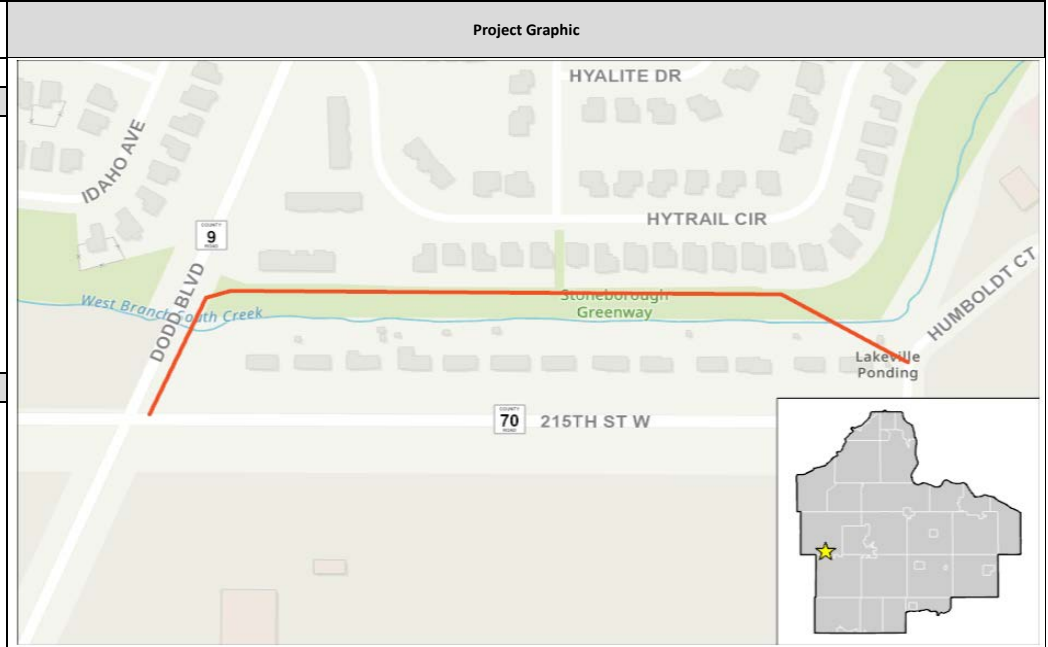 Project Graphic
HYALITE DR
IDAHO AVE
HYTRAIL CIR
COUNTY
9
ROAD
DODD BLVD
HUMBOLDT CT
West Branch South Creek
Stoneborough
Greenway
Lakeville
Ponding
COUNTY
70
ROAD
215TH ST W